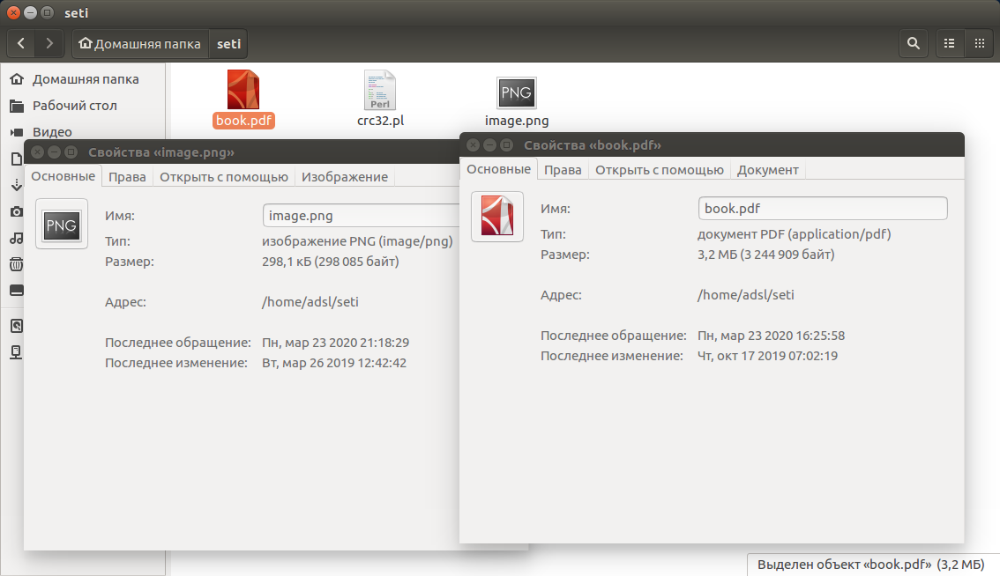 seti
Домашняя папка
seti
Домашняя папка
Рабочий стол
Видео
book.pdf
Perl
crc32.pl
PNG
image.png
Свойства «image.png»
Основные
Права
Открыть с помощью
Изображение
PNG
Имя:
image.png
Тип:
изображение PNG (image/png)
Размер:
298,1 кБ (298 085 байт)
Адрес:
/home/adsl/seti
Последнее обращение:
Пн, мар 23 2020 21:18:29
Последнее изменение:
Вт, мар 26 2019 12:42:42
Свойства «book.pdf»
Основные
Права
Открыть с помощью
Документ
Имя:
book.pdf
Тип:
документ PDF (application/pdf)
Размер:
3,2 МБ (3 244 909 байт)
Адрес:
/home/adsl/seti
Последнее обращение:
Пн, мар 23 2020 16:25:58
Последнее изменение:
Чт, окт 17 2019 07:02:19
Выделен объект «book.pdf» (3,2 МБ)